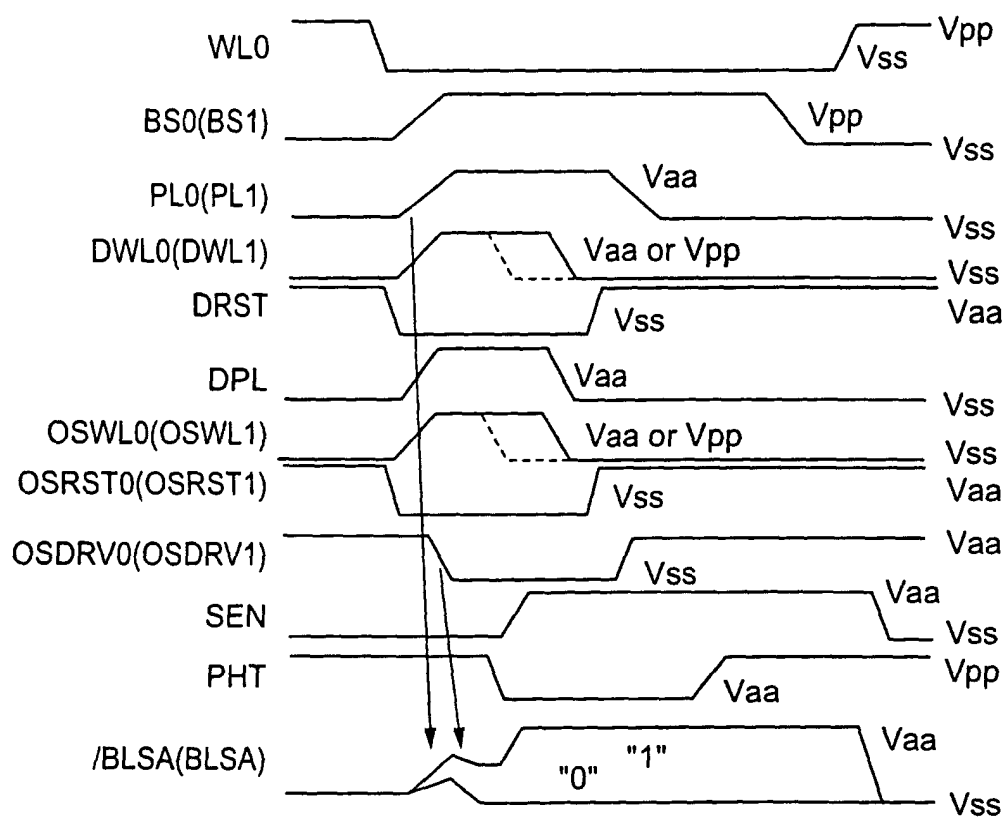 WL0 Vss Vpp
BS0(BS1) Vpp Vss
PL0(PL1) Vaa Vss
DWL0(DWL1) Vaa or Vpp Vss
DRST Vss Vaa
DPL Vaa Vss
OSWL0(OSWL1) Vaa or Vpp Vss
OSRST0(OSRST1) Vss Vaa
OSDRV0(OSDRV1) Vss Vaa
SEN Vaa Vss
PHT Vaa Vpp
/BLSA(BLSA) "0" "1" Vaa Vss